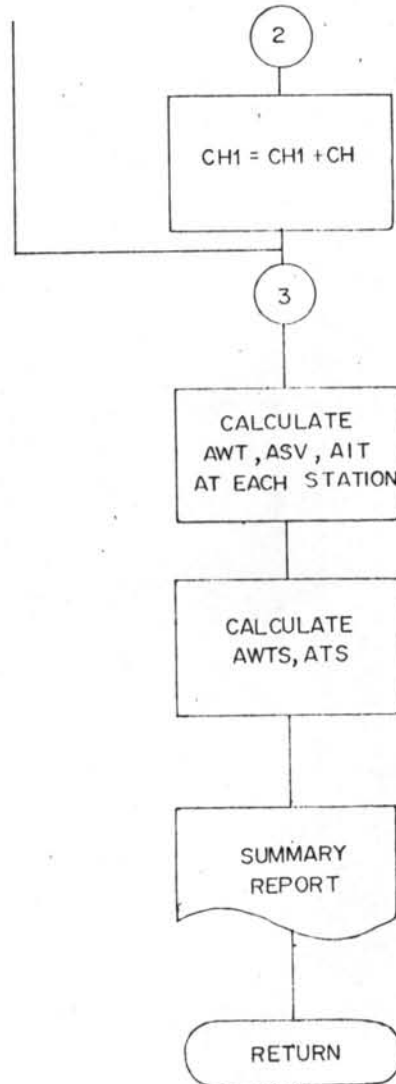 2
CH1 = CH1 + CH
3
CALCULATE
AWT, ASV, AIT
AT EACH STATION
CALCULATE
AWTS, ATS
SUMMARY
REPORT
RETURN